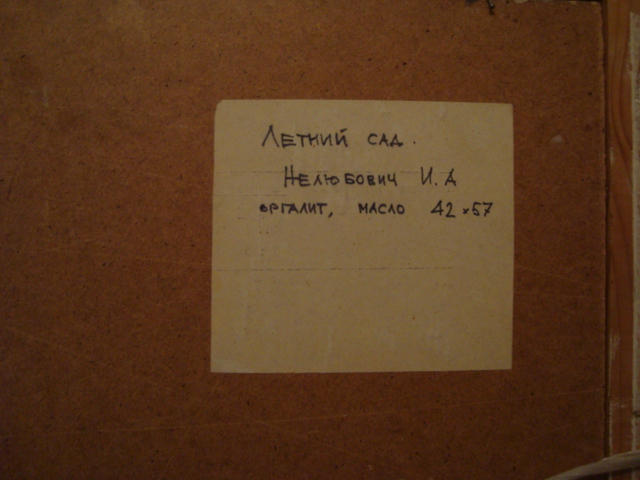 Летний сад.
Нелюбович И.А
оргалит, масло 42×57